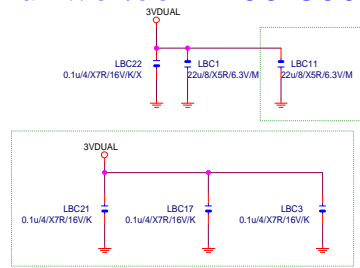 3VDUAL
LBC22
0.1u/4/X7R/16V/K/X
LBC1
22u/8/X5R/6.3V/M
LBC11
22u/8/X5R/6.3V/M
3VDUAL
LBC21
0.1u/4/X7R/16V/K
LBC17
0.1u/4/X7R/16V/K
LBC3
0.1u/4/X7R/16V/K